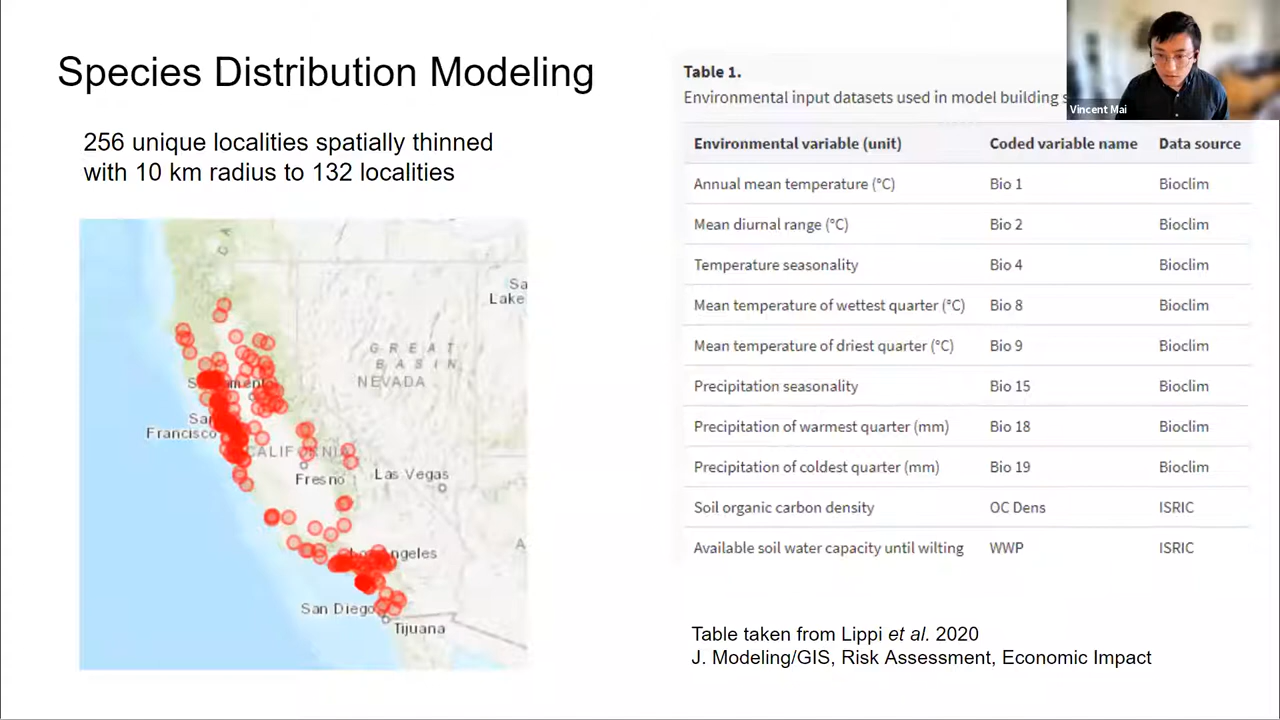 Species Distribution Modeling
256 unique localities spatially thinned
with 10 km radius to 132 localities
C A
Sa
Lake
GREAT
BASIN
NEVADA
San
Francisco
CALIFORNIA
Fresno
Las Vegas
Los Angeles
A
San Diego
Tijuana
Table 1.
Environmental input datasets used in model building
Vincent Mai
Environmental variable (unit) Coded variable name Data source
Annual mean temperature (°C) Bio 1 Bioclim
Mean diurnal range (°C) Bio 2 Bioclim
Temperature seasonality Bio 4 Bioclim
Mean temperature of wettest quarter (°C) Bio 8 Bioclim
Mean temperature of driest quarter (°C) Bio 9 Bioclim
Precipitation seasonality Bio 15 Bioclim
Precipitation of warmest quarter (mm) Bio 18 Bioclim
Precipitation of coldest quarter (mm) Bio 19 Bioclim
Soil organic carbon density OC Dens ISRIC
Available soil water capacity until wilting WWP ISRIC
Table taken from Lippi et al. 2020
J. Modeling/GIS, Risk Assessment, Economic Impact